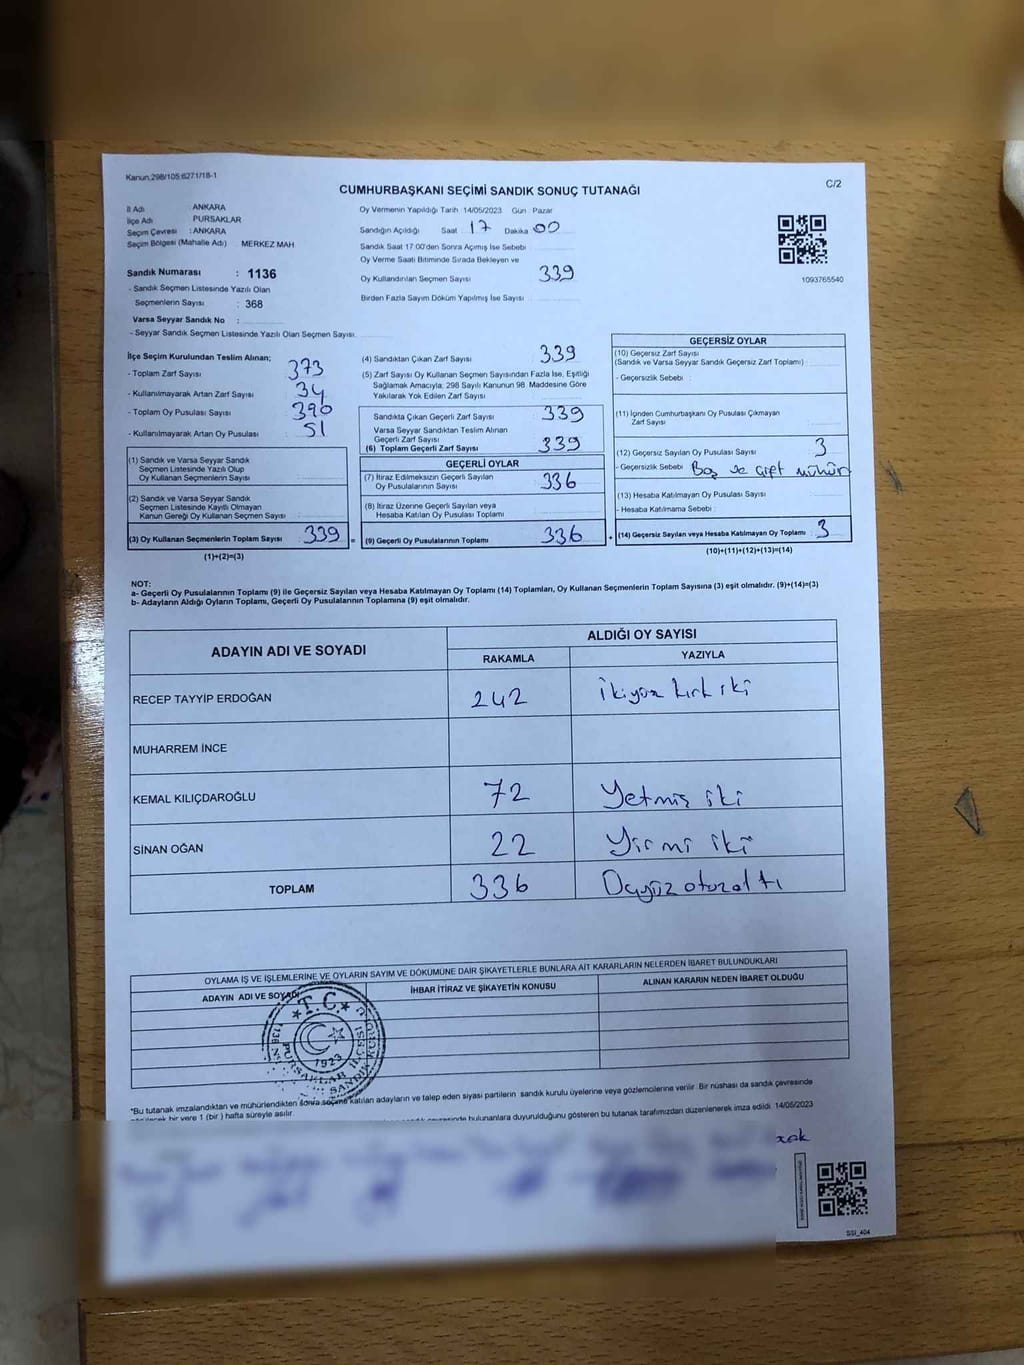 Kanun:298/105;6271/18-1
CUMHURBAŞKANI SEÇİMİ SANDIK SONUÇ TUTANAĞI
C/2
İl Adı ANKARA
İlçe Adı PURSAKLAR
Seçim Çevresi : ANKARA
Seçim Bölgesi (Mahalle Adı) MERKEZ MAH
Oy Vermenin Yapıldığı Tarih 14/05/2023 Gün : Pazar
Sandığın Açıldığı Saat 17 Dakika 00
Sandık Saat 17:00'den Sonra Açımış İse Sebebi
Oy Verme Saati Bitiminde Sırada Bekleyen ve
Oy Kullandırılan Seçmen Sayısı 339
Birden Fazla Sayım Döküm Yapılmış İse Sayısı
1093765540
Sandık Numarası : 1136
- Sandık Seçmen Listesinde Yazılı Olan
Seçmenlerin Sayısı : 368
Varsa Seyyar Sandık No :
- Seyyar Sandık Seçmen Listesinde Yazılı Olan Seçmen Sayısı
İlçe Seçim Kurulundan Teslim Alınan;
- Toplam Zarf Sayısı 373
- Kullanılmayarak Artan Zarf Sayısı 34
- Toplam Oy Pusulası Sayısı 390
- Kullanılmayarak Artan Oy Pusulası 51
(1) Sandık ve Varsa Seyyar Sandık
Seçmen Listesinde Yazılı Olup
Oy Kullanan Seçmen Sayısı
(2) Sandık ve Varsa Seyyar Sandık
Seçmen Listesinde Kayıtlı Olmayan
Kanun Gereği Oy Kullanan Seçmen Sayısı
(3) Oy Kullanan Seçmenlerin Toplam Sayısı 339
(1)+(2)=(3)
(4) Sandıktan Çıkan Zarf Sayısı 339
(5) Zarf Sayısı Oy Kullanan Seçmen Sayısından Fazla İse, Eşitliği
Sağlamak Amacıyla; 298 Sayılı Kanunun 98. Maddesine Göre
Yakılarak Yok Edilen Zarf Sayısı
Sandıkta Çıkan Geçerli Zarf Sayısı 339
Varsa Seyyar Sandıktan Teslim Alınan
Geçerli Zarf Sayısı
(6) Toplam Geçerli Zarf Sayısı 339
GEÇERLİ OYLAR
(7) İtiraz Edilmeksizin Geçerli Sayılan
Oy Pusulalarının Sayısı 336
(8) İtiraz Üzerine Geçerli Sayılan veya
Hesaba Katılan Oy Pusulası Toplamı
= (9) Geçerli Oy Pusulalarının Toplamı 336
GEÇERSİZ OYLAR
(10) Geçersiz Zarf Sayısı
(Sandık ve Varsa Seyyar Sandık Geçersiz Zarf Toplamı)
- Geçersizlik Sebebi :
(11) İçinden Cumhurbaşkanı Oy Pusulası Çıkmayan
Zarf Sayısı
(12) Geçersiz Sayılan Oy Pusulası Sayısı 3
- Geçersizlik Sebebi Boş ve çift mühür
(13) Hesaba Katılmayan Oy Pusulası Sayısı
- Hesaba Katılmama Sebebi
+ (14) Geçersiz Sayılan veya Hesaba Katılmayan Oy Toplamı 3
(10)+(11)+(12)+(13)=(14)
NOT:
a- Geçerli Oy Pusulalarının Toplamı (9) ile Geçersiz Sayılan veya Hesaba Katılmayan Oy Toplamı (14) Toplamları, Oy Kullanan Seçmenlerin Toplam Sayısına (3) eşit olmalıdır. (9)+(14)=(3)
b- Adayların Aldığı Oyların Toplamı, Geçerli Oy Pusulalarının Toplamına (9) eşit olmalıdır.
ADAYIN ADI VE SOYADI
ALDIĞI OY SAYISI
RAKAMLA YAZIYLA
RECEP TAYYİP ERDOĞAN 242 İkiyüz kırk iki
MUHARREM İNCE
KEMAL KILIÇDAROĞLU 72 Yetmiş iki
SİNAN OĞAN 22 Yirmi iki
TOPLAM 336 Üçyüz otuz altı
OYLAMA İŞ VE İŞLEMLERİNE VE OYLARIN SAYIM VE DÖKÜMÜNE DAİR ŞİKAYETLERLE BUNLARA AİT KARARLARIN NELERDEN İBARET BULUNDUKLARI
ADAYIN ADI VE SOYADI İHBAR İTİRAZ VE ŞİKAYETİN KONUSU ALINAN KARARIN NEDEN İBARET OLDUĞU
T.C.
1923
PURSAKLAR İLÇESİ
SANDIK KURULU
*Bu tutanak imzalandıktan ve mühürlendikten sonra seçime katılan adayların ve talep eden siyasi partilerin sandık kurulu üyelerine veya gözlemcilerine verilir. Bir nüshası da sandık çevresinde
bir yere 1 (bir) hafta süreyle asılır
bulunanlara duyurulduğunu gösteren bu tutanak tarafımızdan düzenlenerek imza edildi. 14/05/2023
SSI_404